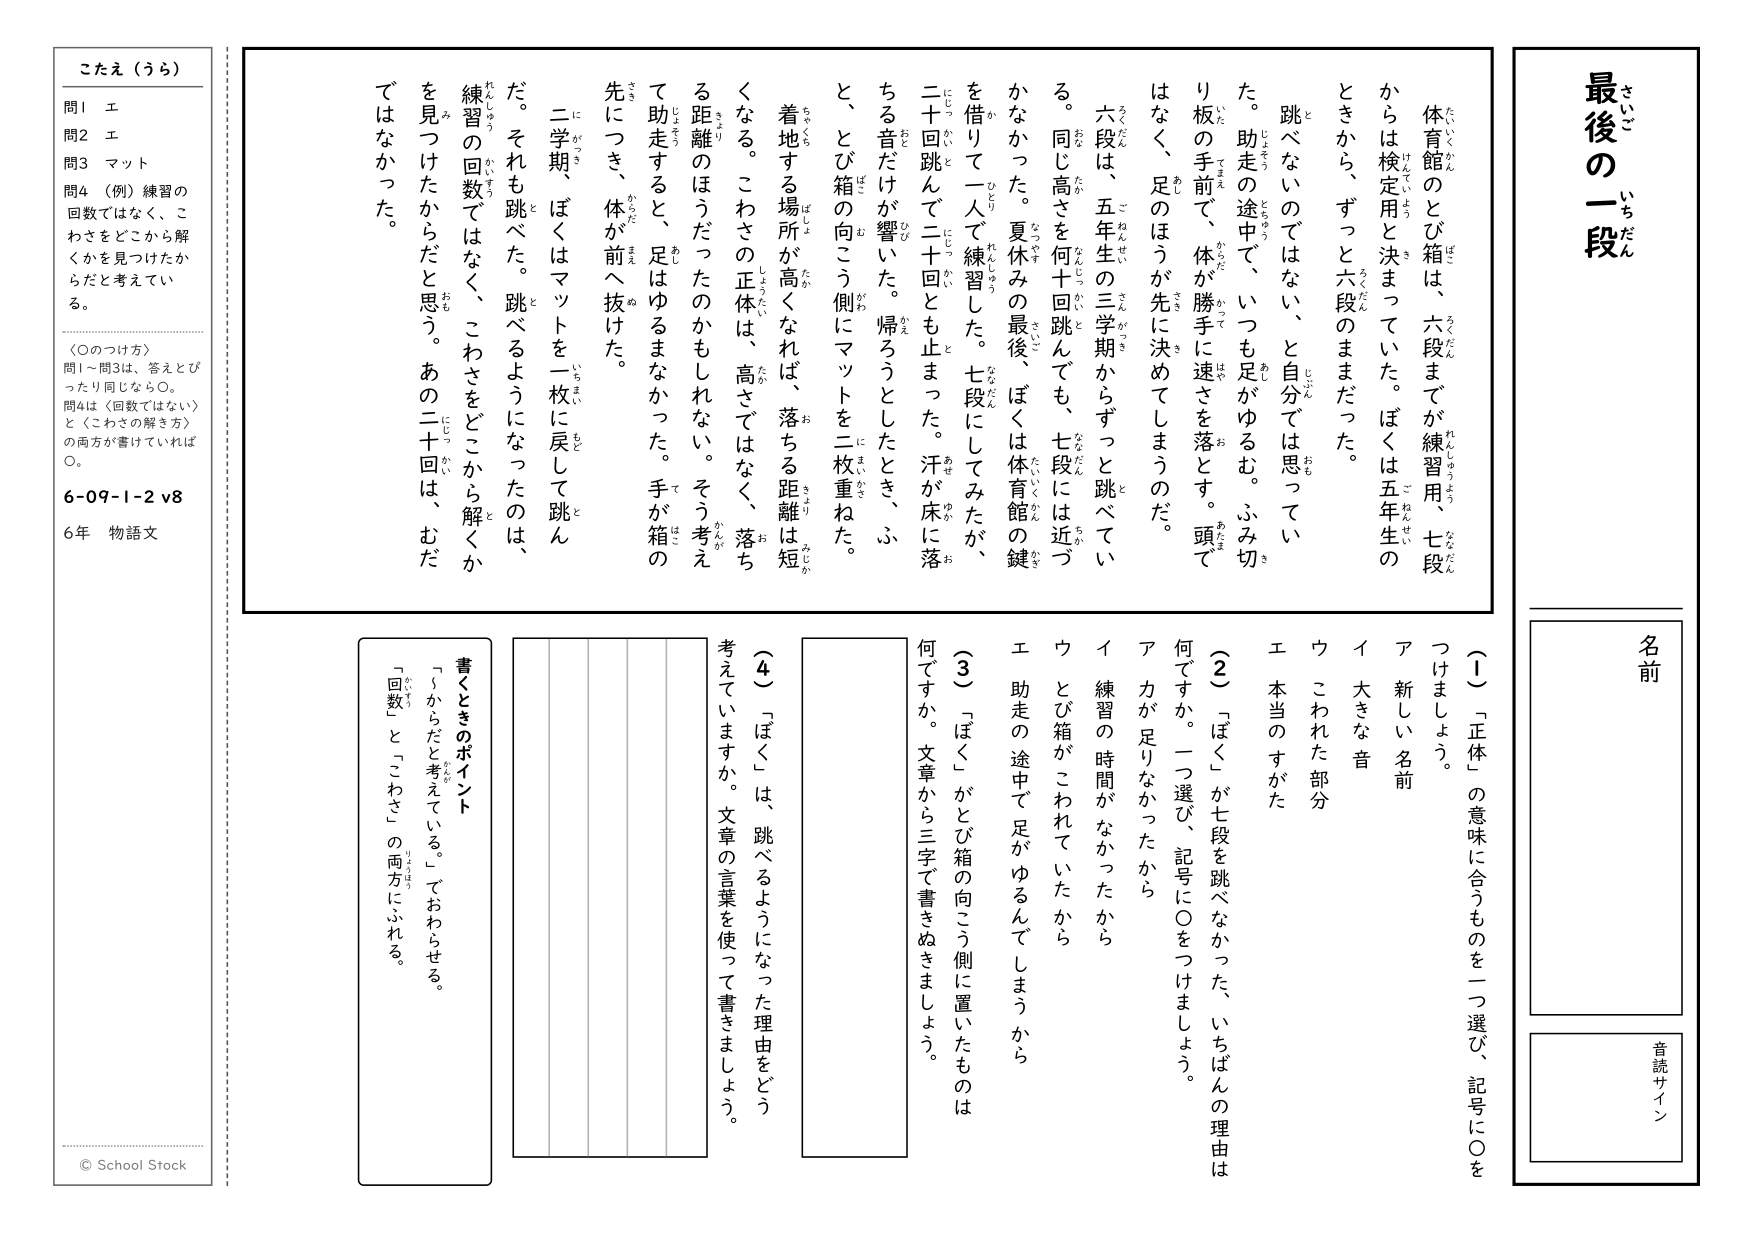 最後の一段
名前
音読サイン
体育館のとび箱は、六段までが練習用、七段
からは検定用と決まっていた。ぼくは五年生の
ときから、ずっと六段のままだった。
跳べないのではない、と自分では思ってい
た。助走の途中で、いつも足がゆるむ。ふみ切
り板の手前で、体が勝手に速さを落とす。頭で
はなく、足のほうが先に決めてしまうのだ。
六段は、五年生の三学期からずっと跳べてい
る。同じ高さを何十回跳んでも、七段には近づ
かなかった。夏休みの最後、ぼくは体育館の鍵
を借りて一人で練習した。七段にしてみたが、
二十回跳んで二十回とも止まった。汗が床に落
ちる音だけが響いた。帰ろうとしたとき、ふ
と、とび箱の向こう側にマットを二枚重ねた。
着地する場所が高くなれば、落ちる距離は短
くなる。こわさの正体は、高さではなく、落ち
る距離のほうだったのかもしれない。そう考え
て助走すると、足はゆるまなかった。手が箱の
先につき、体が前へ抜けた。
二学期、ぼくはマットを一枚に戻して跳ん
だ。それも跳べた。跳べるようになったのは、
練習の回数ではなく、こわさをどこから解くか
を見つけたからだと思う。あの二十回は、むだ
ではなかった。
(1)「正体」の意味に合うものを一つ選び、記号に〇を
つけましょう。
ア 新しい 名前
イ 大きな 音
ウ こわれた 部分
エ 本当の すがた
(2)「ぼく」が七段を跳べなかった、いちばんの理由は
何ですか。一つ選び、記号に〇をつけましょう。
ア 力が 足りなかった から
イ 練習の 時間が なかった から
ウ とび箱が こわれて いた から
エ 助走の 途中で 足が ゆるんで しまう から
(3)「ぼく」がとび箱の向こう側に置いたものは
何ですか。文章から三字で書きぬきましょう。
(4)「ぼく」は、跳べるようになった理由をどう
考えていますか。文章の言葉を使って書きましょう。
書くときのポイント
「〜からだと考えている。」でおわらせる。
「回数」と「こわさ」の両方にふれる。
こたえ（うら）
問1 エ
問2 エ
問3 マット
問4 （例）練習の
回数ではなく、こ
わさをどこから解
くかを見つけたか
らだと考えてい
る。
〈〇のつけ方〉
問1〜問3は、答えとぴ
ったり同じなら〇。
問4は〈回数ではない〉
と〈こわさの解き方〉
の両方が書けていれば
〇。
6-09-1-2 v8
6年 物語文
© School Stock